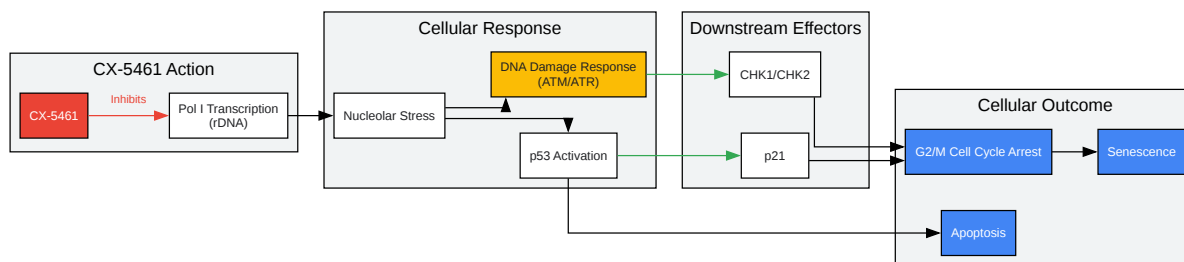 CX-5461 Action
CX-5461
Inhibits
Pol I Transcription
(rDNA)
Cellular Response
Nucleolar Stress
DNA Damage Response
(ATM/ATR)
p53 Activation
Downstream Effectors
CHK1/CHK2
p21
Cellular Outcome
G2/M Cell Cycle Arrest
Senescence
Apoptosis